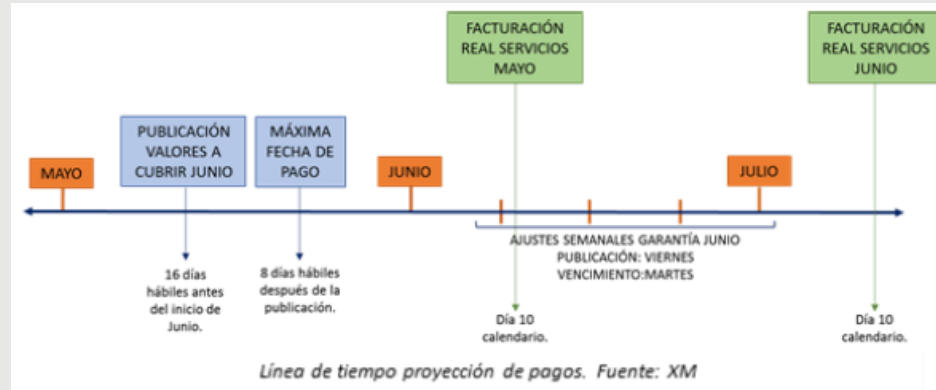 FACTURACIÓN
REAL SERVICIOS
MAYO
FACTURACIÓN
REAL SERVICIOS
JUNIO
PUBLICACIÓN
VALORES A
CUBRIR JUNIO
MÁXIMA
FECHA DE
PAGO
MAYO
JUNIO
JULIO
AJUSTES SEMANALES GARANTÍA JUNIO
PUBLICACIÓN: VIERNES
VENCIMIENTO:MARTES
16 días
hábiles antes
del inicio de
Junio.
8 días hábiles
después de la
publicación.
Día 10
calendario.
Día 10
calendario.
Línea de tiempo proyección de pagos. Fuente: XM